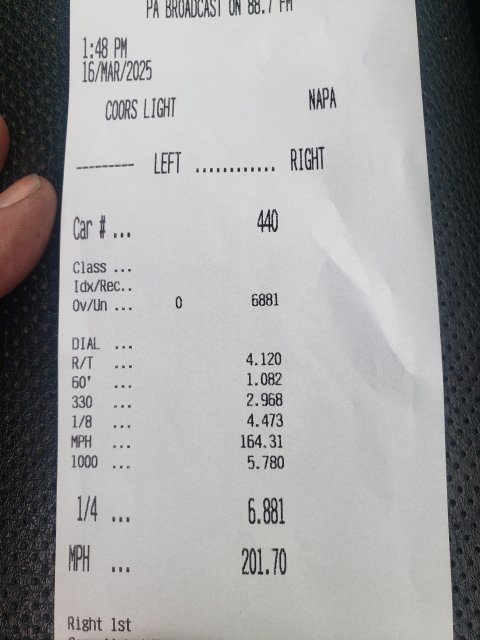 PA BROADCAST ON 88.7 FM
1:48 PM
16/MAR/2025
COORS LIGHT NAPA
--------- LEFT ............ RIGHT
Car # ... 440
Class ...
Idx/Rec..
Ov/Un ... 0 6881
DIAL ...
R/T ... 4.120
60' ... 1.082
330 ... 2.968
1/8 ... 4.473
MPH ... 164.31
1000 ... 5.780
1/4 ... 6.881
MPH ... 201.70
Right 1st